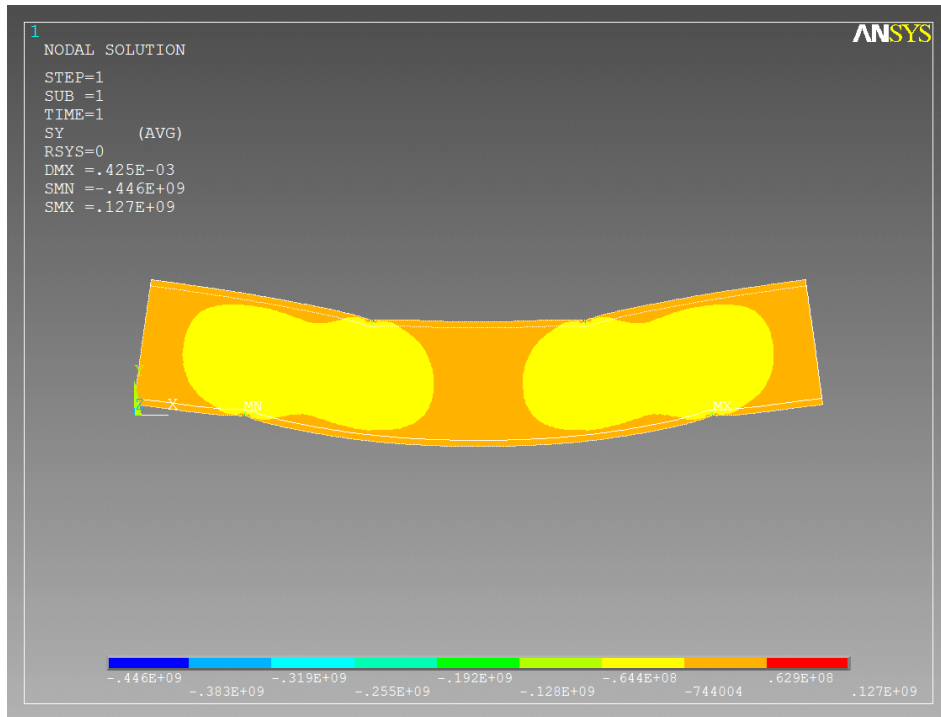 1
ANSYS
NODAL SOLUTION
STEP=1
SUB =1
TIME=1
SY (AVG)
RSYS=0
DMX =.425E-03
SMN =-.446E+09
SMX =.127E+09
Y
Z X MN MX
-.446E+09 -.319E+09 -.192E+09 -.644E+08 .629E+08
-.383E+09 -.255E+09 -.128E+09 -744004 .127E+09